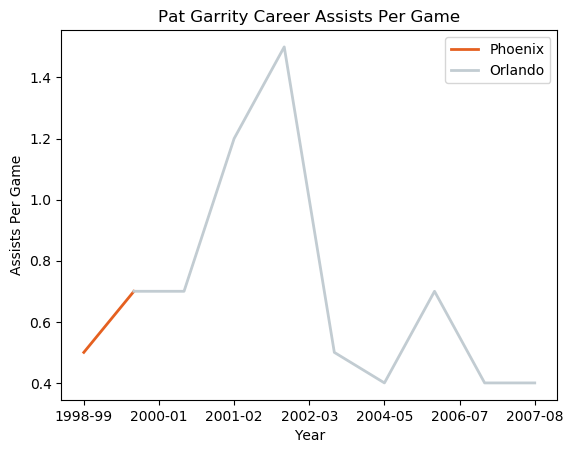 Pat Garrity Career Assists Per Game
Phoenix
Orlando
1.4
1.2
1.0
0.8
0.6
0.4
Assists Per Game
1998-99 2000-01 2001-02 2002-03 2004-05 2006-07 2007-08
Year